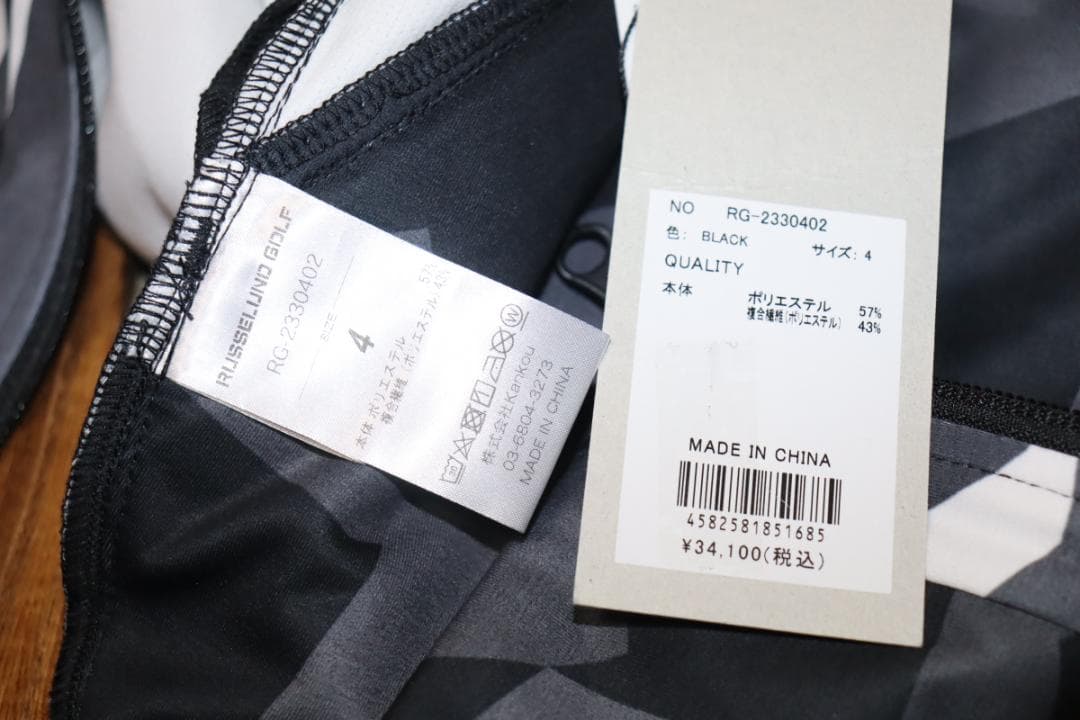 RUSSELUNO GOLF
RG-2330402
SIZE
4
本体 ポリエステル 57%
複合繊維 (ポリエステル) 43%
30
W
株式会社KanKou
03-6804-3273
MADE IN CHINA
NO RG-2330402
色: BLACK サイズ: 4
QUALITY
本体 ポリエステル 57%
複合繊維(ポリエステル) 43%
MADE IN CHINA
4582581851685
¥34,100(税込)